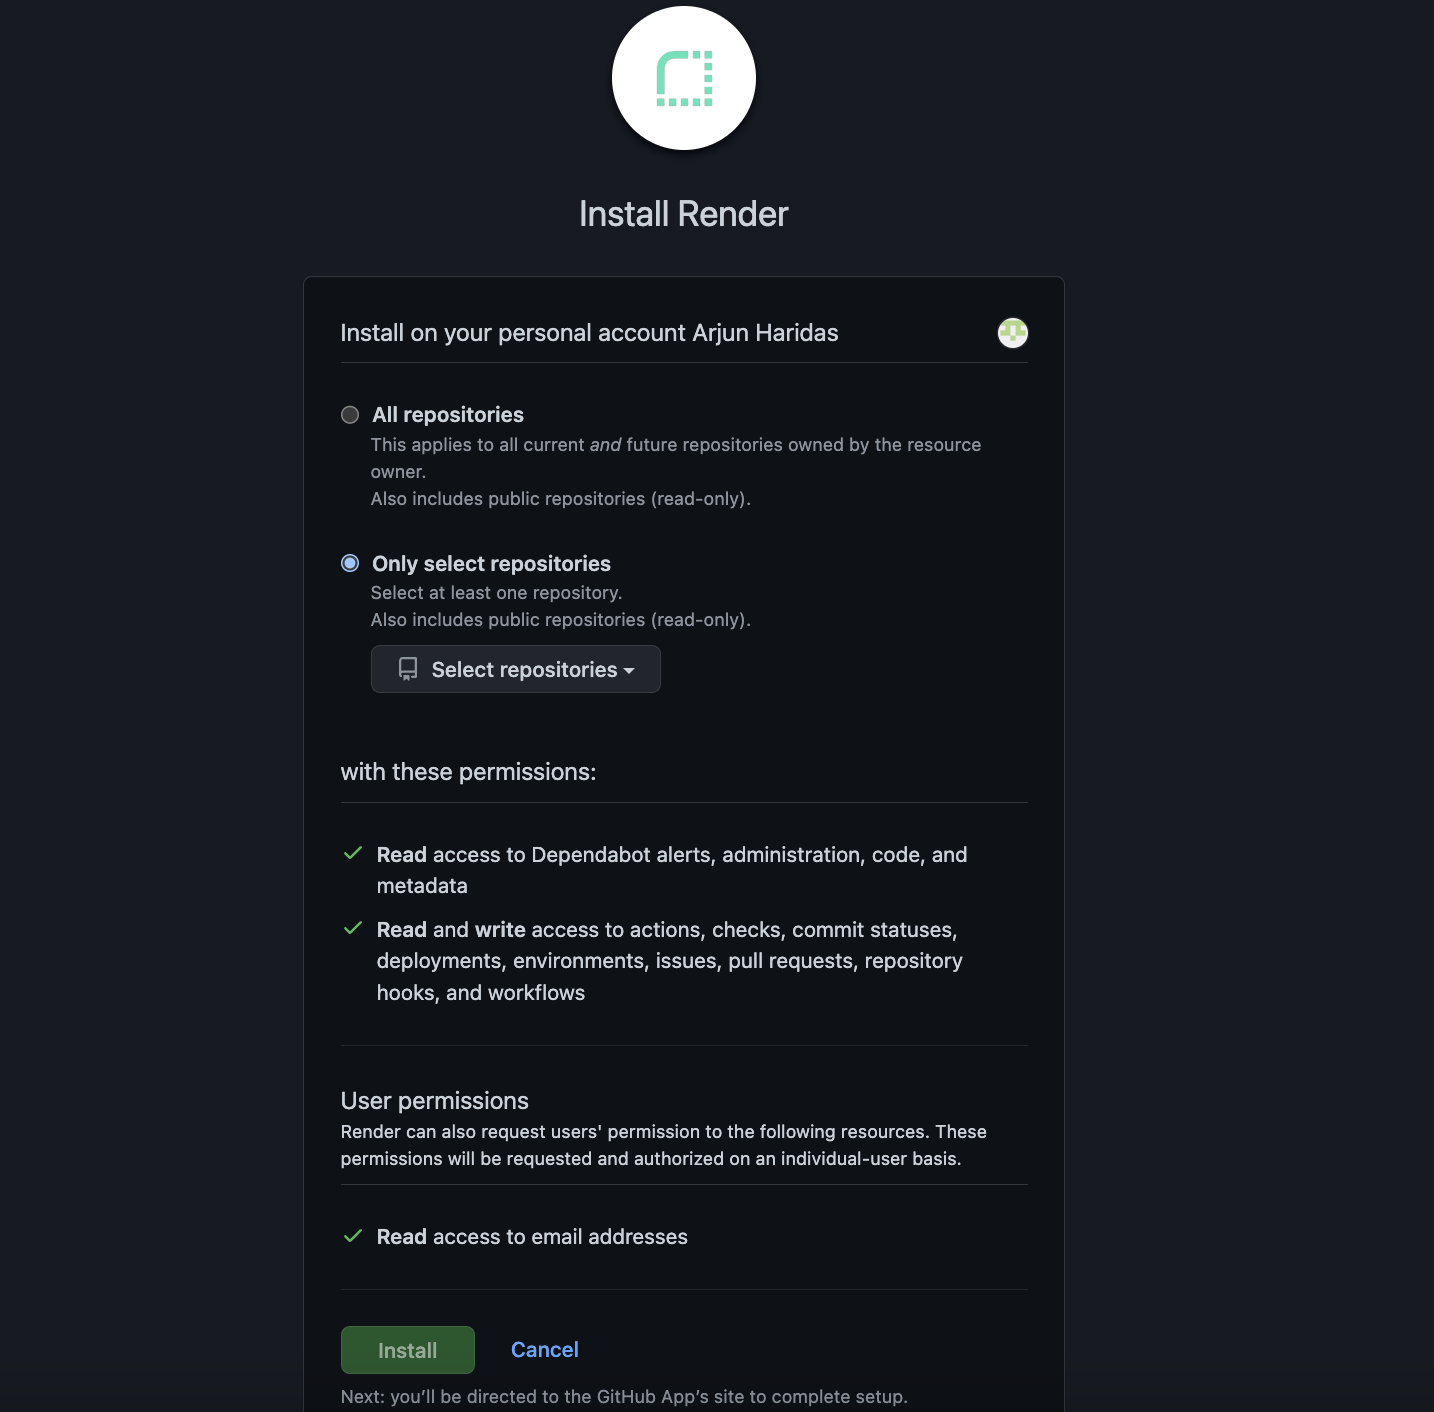 Install Render
Install on your personal account Arjun Haridas
All repositories
This applies to all current and future repositories owned by the resource
owner.
Also includes public repositories (read-only).
Only select repositories
Select at least one repository.
Also includes public repositories (read-only).
Select repositories
with these permissions:
Read access to Dependabot alerts, administration, code, and
metadata
Read and write access to actions, checks, commit statuses,
deployments, environments, issues, pull requests, repository
hooks, and workflows
User permissions
Render can also request users' permission to the following resources. These
permissions will be requested and authorized on an individual-user basis.
Read access to email addresses
Install Cancel
Next: you’ll be directed to the GitHub App’s site to complete setup.